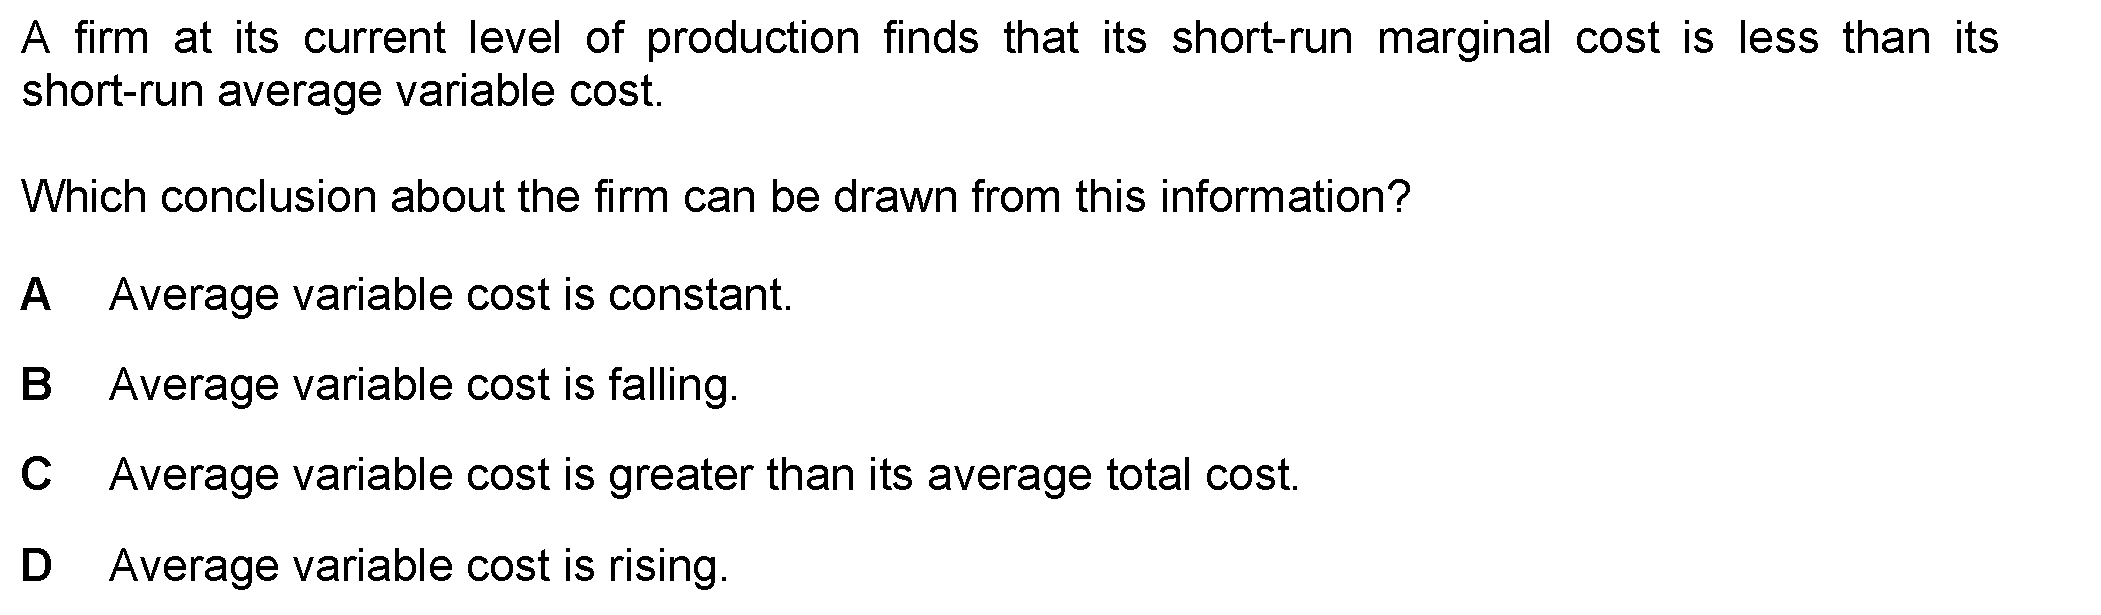 A firm at its current level of production finds that its short-run marginal cost is less than its
short-run average variable cost.
Which conclusion about the firm can be drawn from this information?
A Average variable cost is constant.
B Average variable cost is falling.
C Average variable cost is greater than its average total cost.
D Average variable cost is rising.